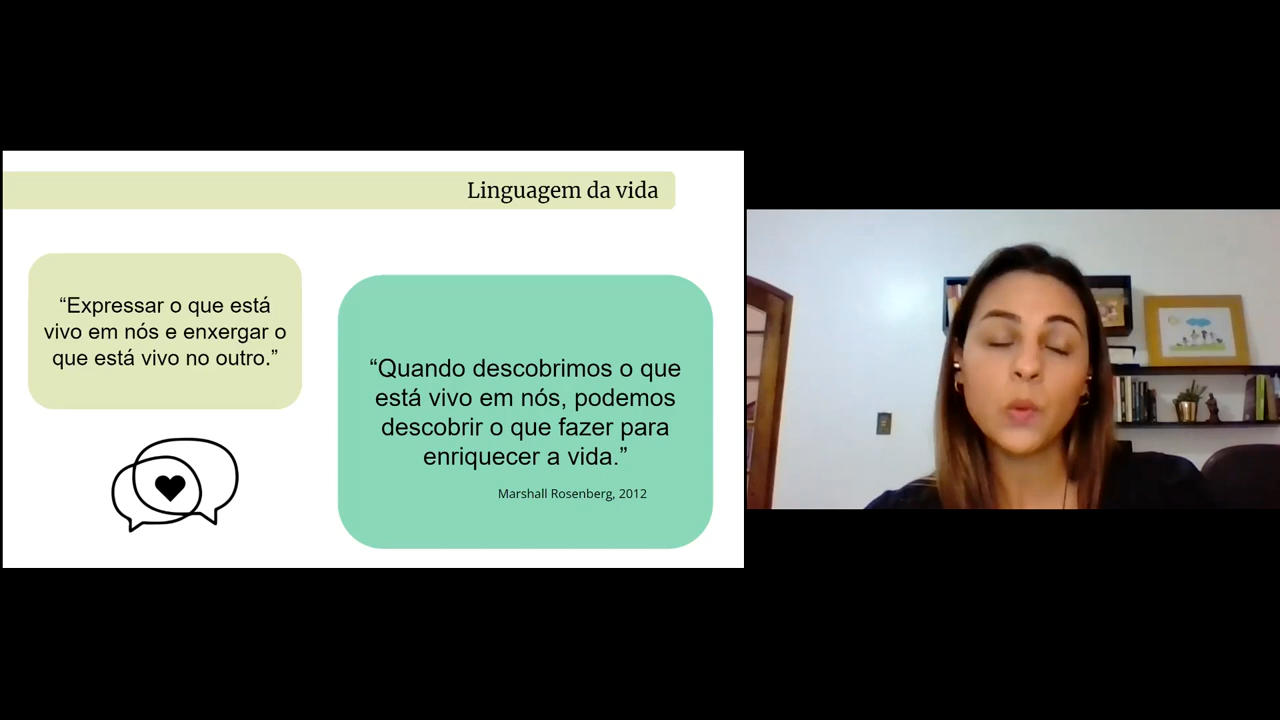 Linguagem da vida
“Expressar o que está
vivo em nós e enxergar o
que está vivo no outro.”
“Quando descobrimos o que
está vivo em nós, podemos
descobrir o que fazer para
enriquecer a vida.”
Marshall Rosenberg, 2012